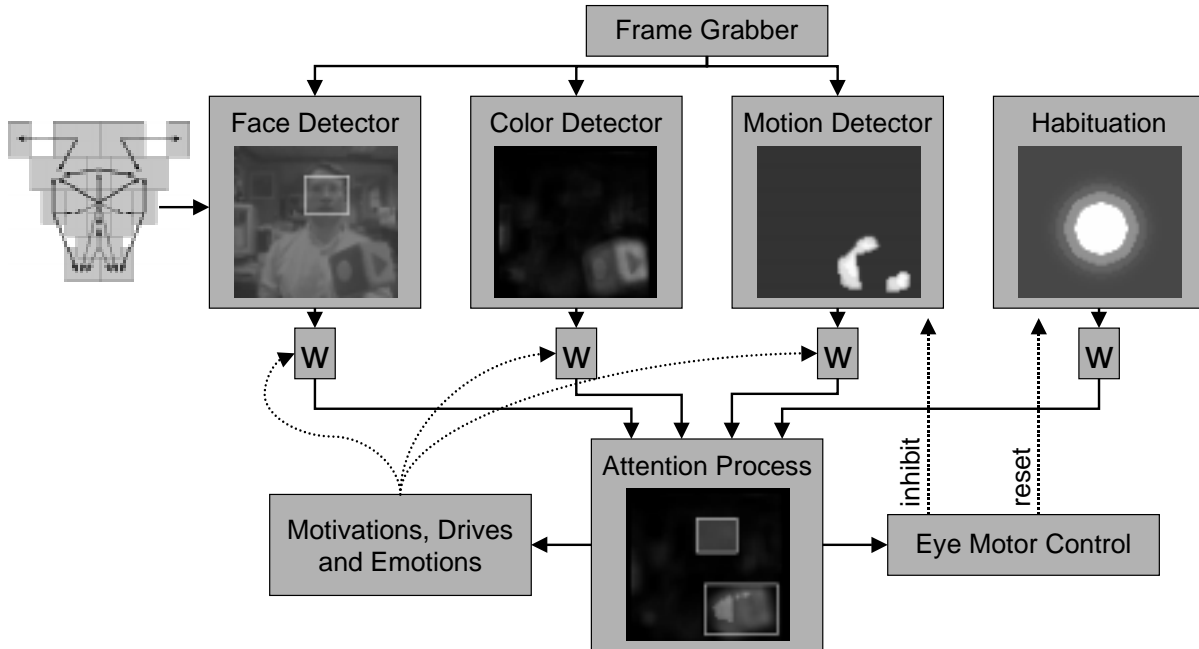 Frame Grabber
Face Detector
Color Detector
Motion Detector
Habituation
w
w
w
w
Attention Process
inhibit
reset
Motivations, Drives
and Emotions
Eye Motor Control